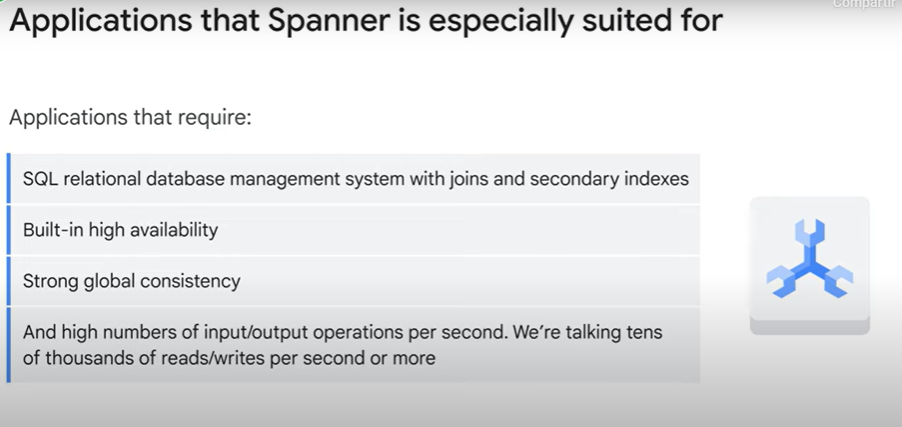 Compartir
Applications that Spanner is especially suited for
Applications that require:
SQL relational database management system with joins and secondary indexes
Built-in high availability
Strong global consistency
And high numbers of input/output operations per second. We’re talking tens
of thousands of reads/writes per second or more